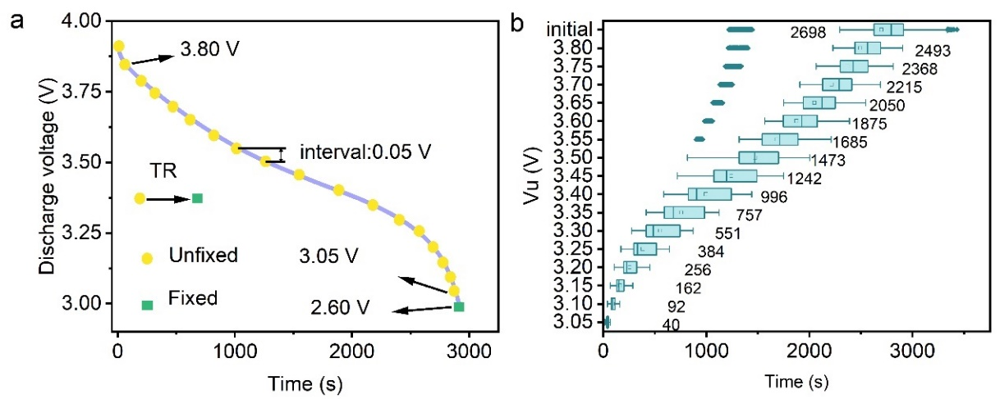 a
4.00
3.75
3.50
3.25
3.00
Discharge voltage (V)
3.80 V
interval:0.05 V
TR
Unfixed
Fixed
3.05 V
2.60 V
0 1000 2000 3000
Time (s)
b
initial
3.80
3.75
3.70
3.65
3.60
3.55
3.50
3.45
3.40
3.35
3.30
3.25
3.20
3.15
3.10
3.05
Vu (V)
2698
2493
2368
2215
2050
1875
1685
1473
1242
996
757
551
384
256
162
92
40
0 1000 2000 3000
Time (s)